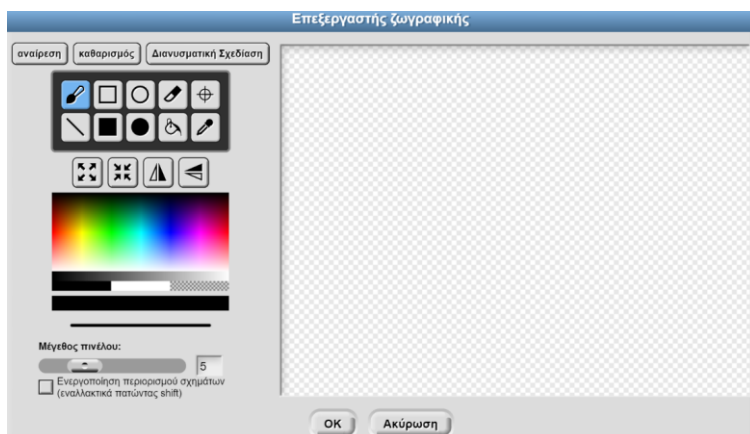 Επεξεργαστής ζωγραφικής
αναίρεση καθαρισμός Διανυσματική Σχεδίαση
Μέγεθος πινέλου:
5
Ενεργοποίηση περιορισμού σχημάτων
(εναλλακτικά πατώντας shift)
OK Ακύρωση